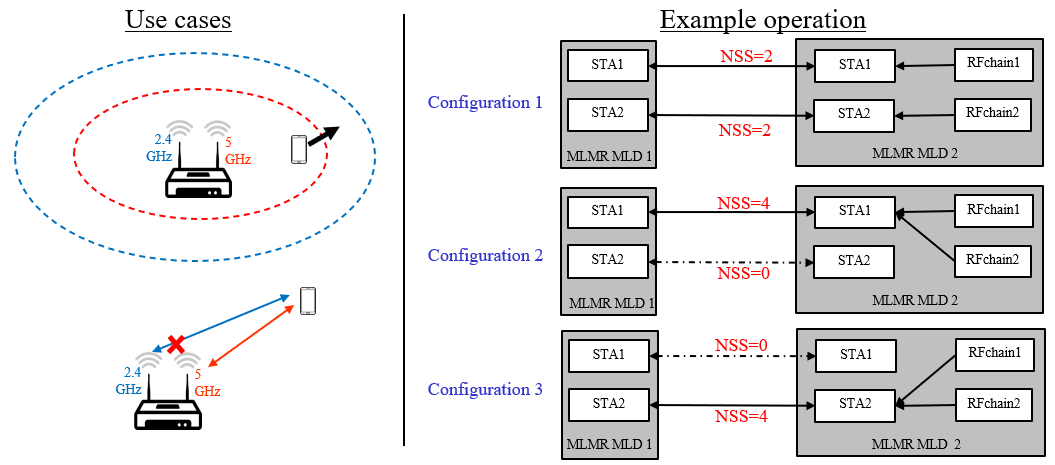 Use cases
2.4
GHz
5
GHz
2.4
GHz
5
GHz
Example operation
Configuration 1
STA1
NSS=2
STA1
RFchain1
STA2
NSS=2
STA2
RFchain2
MLMR MLD 1
MLMR MLD 2
Configuration 2
STA1
NSS=4
STA1
RFchain1
STA2
NSS=0
STA2
RFchain2
MLMR MLD 1
MLMR MLD 2
Configuration 3
STA1
NSS=0
STA1
RFchain1
STA2
NSS=4
STA2
RFchain2
MLMR MLD 1
MLMR MLD 2